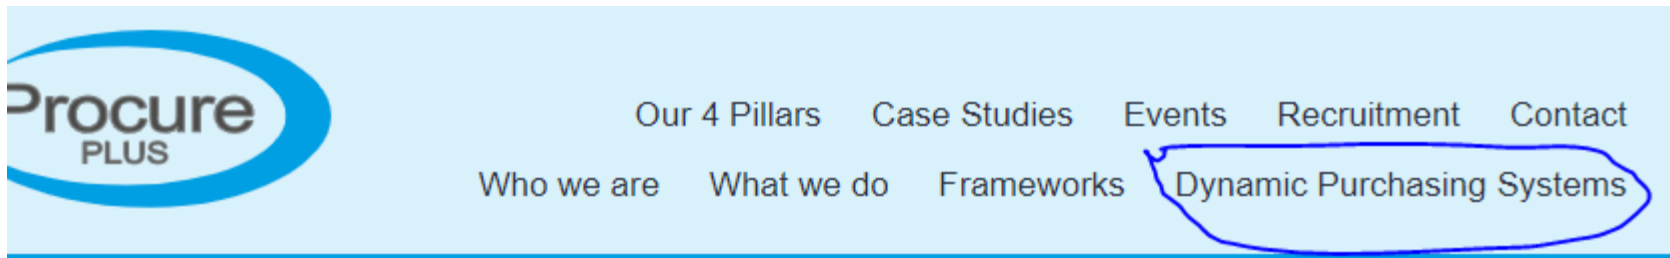 Procure
PLUS
Our 4 Pillars Case Studies Events Recruitment Contact
Who we are What we do Frameworks Dynamic Purchasing Systems